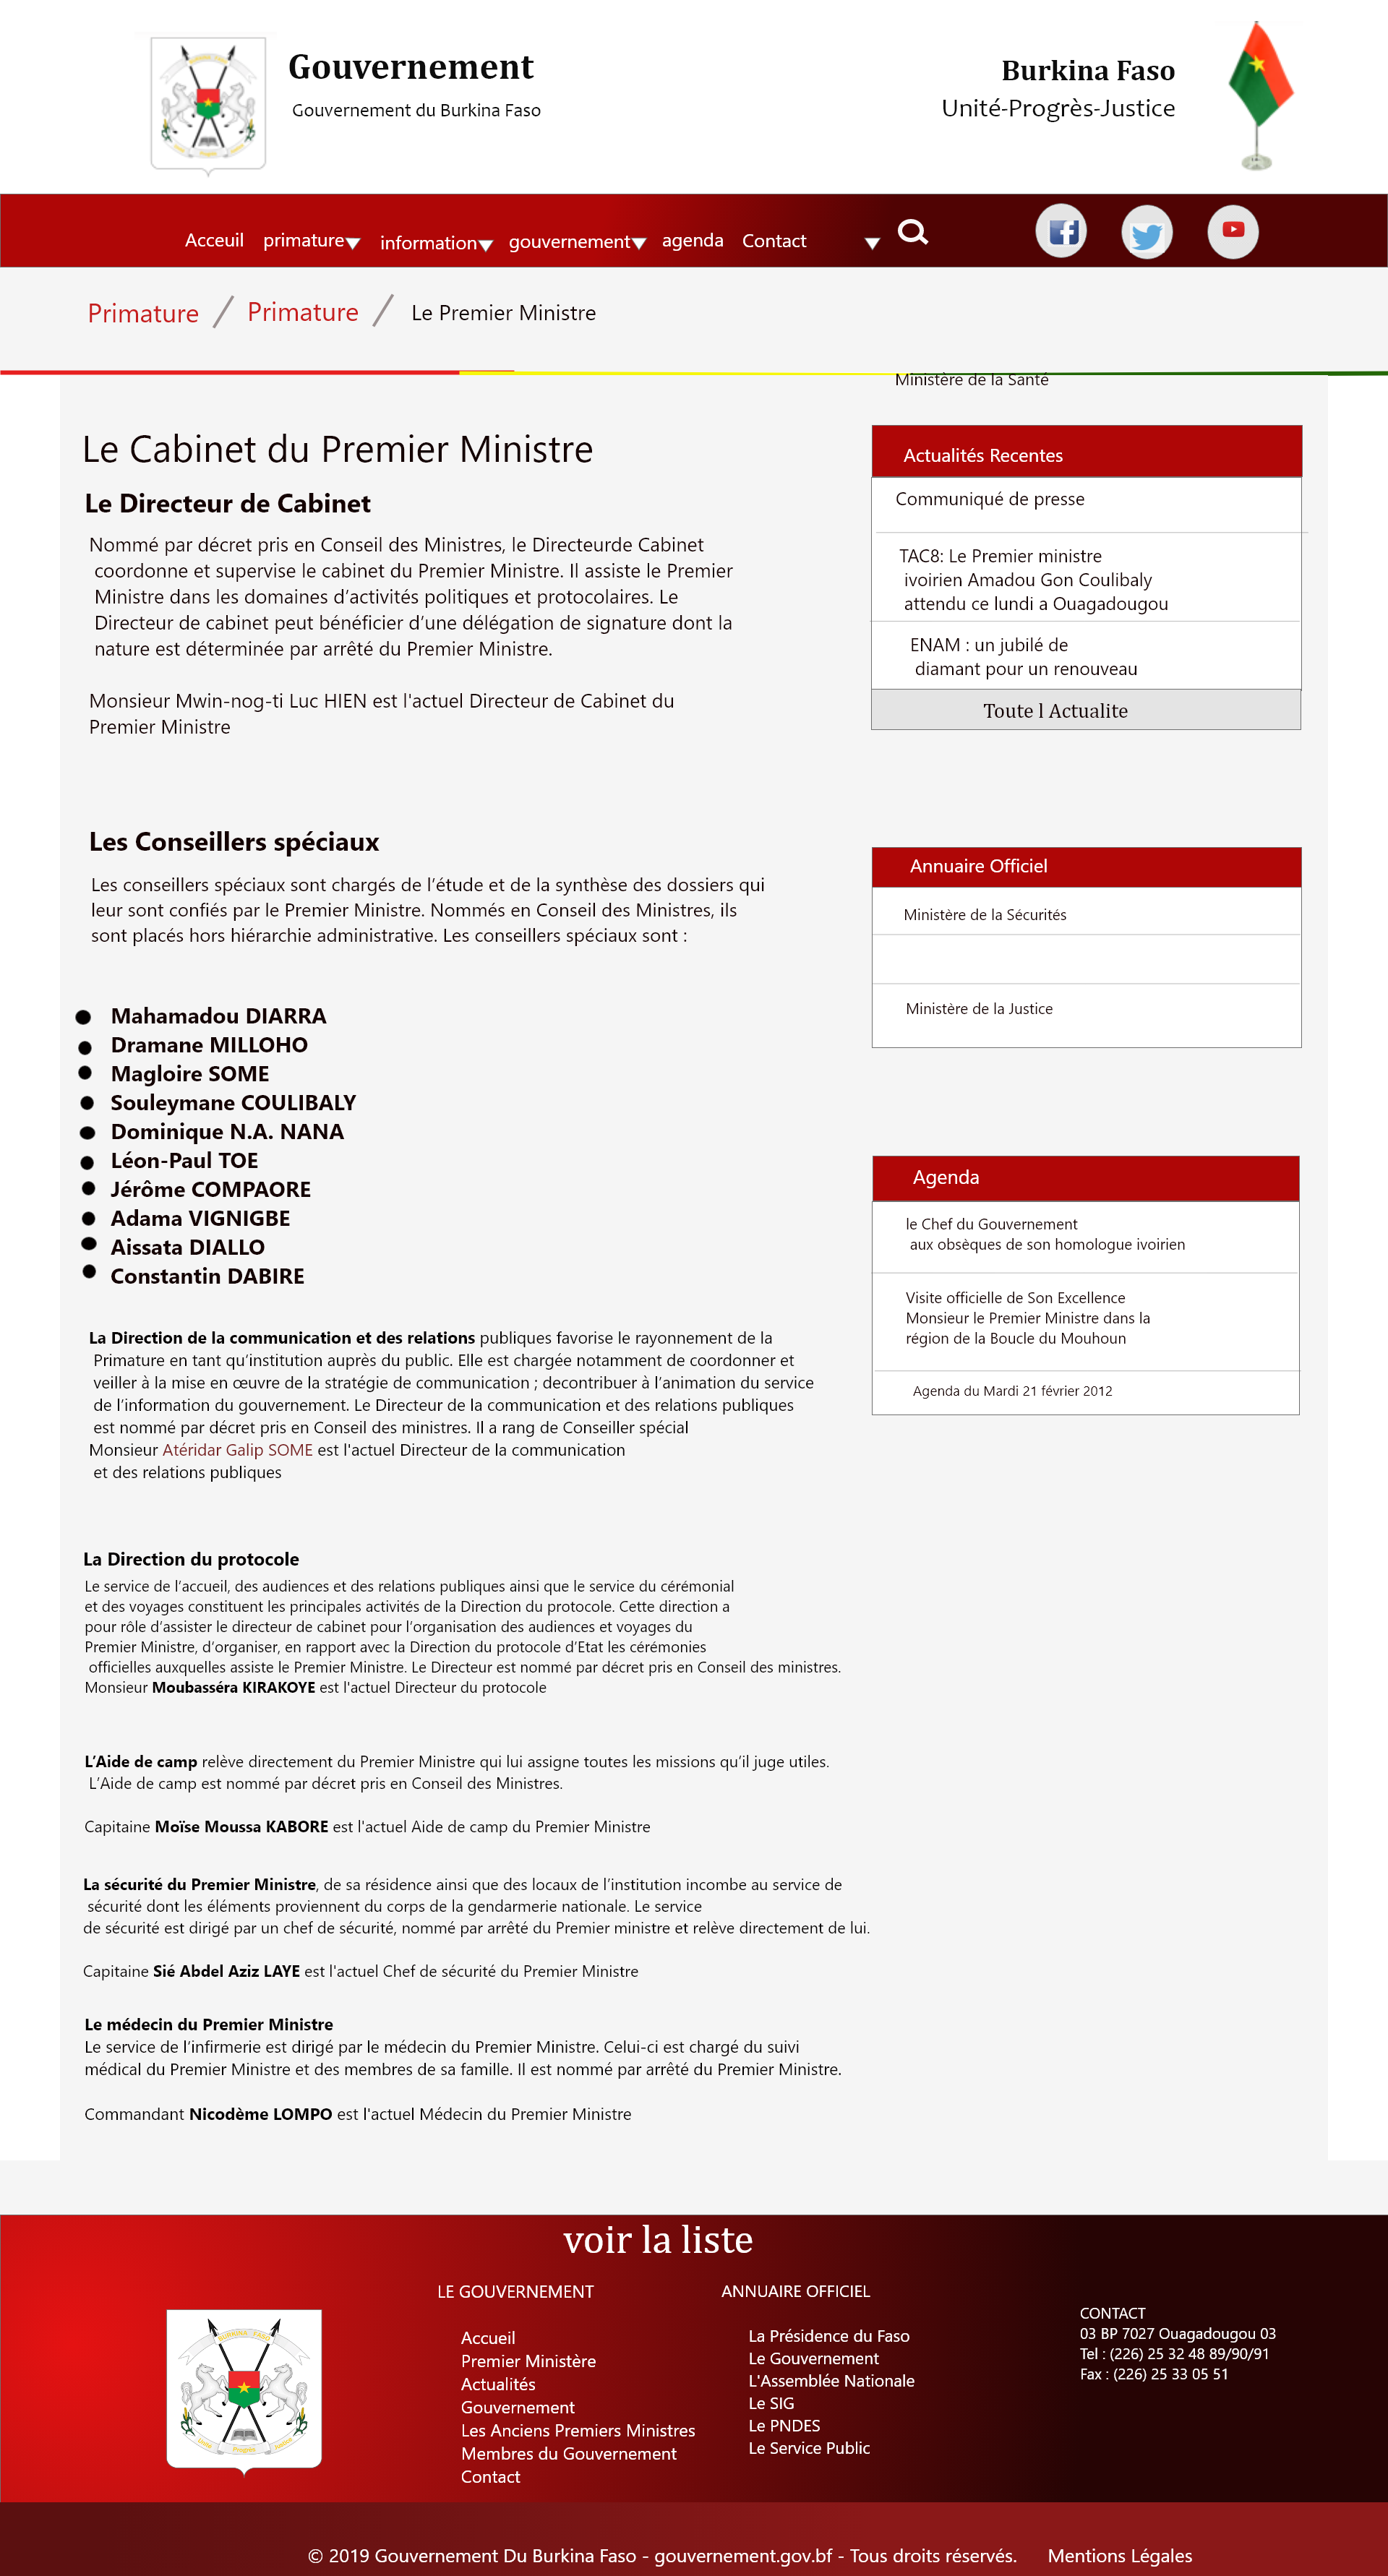 Gouvernement
Gouvernement du Burkina Faso
Burkina Faso
Unité-Progrès-Justice
Acceuil primature information gouvernement agenda Contact
Primature / Primature / Le Premier Ministre
Ministère de la Santé
Le Cabinet du Premier Ministre
Le Directeur de Cabinet
Nommé par décret pris en Conseil des Ministres, le Directeurde Cabinet
coordonne et supervise le cabinet du Premier Ministre. Il assiste le Premier
Ministre dans les domaines d’activités politiques et protocolaires. Le
Directeur de cabinet peut bénéficier d’une délégation de signature dont la
nature est déterminée par arrêté du Premier Ministre.
Monsieur Mwin-nog-ti Luc HIEN est l'actuel Directeur de Cabinet du
Premier Ministre
Les Conseillers spéciaux
Les conseillers spéciaux sont chargés de l’étude et de la synthèse des dossiers qui
leur sont confiés par le Premier Ministre. Nommés en Conseil des Ministres, ils
sont placés hors hiérarchie administrative. Les conseillers spéciaux sont :
Mahamadou DIARRA
Dramane MILLOHO
Magloire SOME
Souleymane COULIBALY
Dominique N.A. NANA
Léon-Paul TOE
Jérôme COMPAORE
Adama VIGNIGBE
Aissata DIALLO
Constantin DABIRE
La Direction de la communication et des relations publiques favorise le rayonnement de la
Primature en tant qu’institution auprès du public. Elle est chargée notamment de coordonner et
veiller à la mise en œuvre de la stratégie de communication ; decontribuer à l’animation du service
de l’information du gouvernement. Le Directeur de la communication et des relations publiques
est nommé par décret pris en Conseil des ministres. Il a rang de Conseiller spécial
Monsieur Atéridar Galip SOME est l'actuel Directeur de la communication
et des relations publiques
La Direction du protocole
Le service de l’accueil, des audiences et des relations publiques ainsi que le service du cérémonial
et des voyages constituent les principales activités de la Direction du protocole. Cette direction a
pour rôle d’assister le directeur de cabinet pour l’organisation des audiences et voyages du
Premier Ministre, d’organiser, en rapport avec la Direction du protocole d’Etat les cérémonies
officielles auxquelles assiste le Premier Ministre. Le Directeur est nommé par décret pris en Conseil des ministres.
Monsieur Moubasséra KIRAKOYE est l'actuel Directeur du protocole
L’Aide de camp relève directement du Premier Ministre qui lui assigne toutes les missions qu’il juge utiles.
L’Aide de camp est nommé par décret pris en Conseil des Ministres.
Capitaine Moïse Moussa KABORE est l'actuel Aide de camp du Premier Ministre
La sécurité du Premier Ministre, de sa résidence ainsi que des locaux de l’institution incombe au service de
sécurité dont les éléments proviennent du corps de la gendarmerie nationale. Le service
de sécurité est dirigé par un chef de sécurité, nommé par arrêté du Premier ministre et relève directement de lui.
Capitaine Sié Abdel Aziz LAYE est l'actuel Chef de sécurité du Premier Ministre
Le médecin du Premier Ministre
Le service de l’infirmerie est dirigé par le médecin du Premier Ministre. Celui-ci est chargé du suivi
médical du Premier Ministre et des membres de sa famille. Il est nommé par arrêté du Premier Ministre.
Commandant Nicodème LOMPO est l'actuel Médecin du Premier Ministre
Actualités Recentes
Communiqué de presse
TAC8: Le Premier ministre
ivoirien Amadou Gon Coulibaly
attendu ce lundi a Ouagadougou
ENAM : un jubilé de
diamant pour un renouveau
Toute l Actualite
Annuaire Officiel
Ministère de la Sécurités
Ministère de la Justice
Agenda
le Chef du Gouvernement
aux obsèques de son homologue ivoirien
Visite officielle de Son Excellence
Monsieur le Premier Ministre dans la
région de la Boucle du Mouhoun
Agenda du Mardi 21 février 2012
voir la liste
BURKINA FASO
Unité Progrès Justice
LE GOUVERNEMENT
Accueil
Premier Ministère
Actualités
Gouvernement
Les Anciens Premiers Ministres
Membres du Gouvernement
Contact
ANNUAIRE OFFICIEL
La Présidence du Faso
Le Gouvernement
L'Assemblée Nationale
Le SIG
Le PNDES
Le Service Public
CONTACT
03 BP 7027 Ouagadougou 03
Tel : (226) 25 32 48 89/90/91
Fax : (226) 25 33 05 51
© 2019 Gouvernement Du Burkina Faso - gouvernement.gov.bf - Tous droits réservés. Mentions Légales